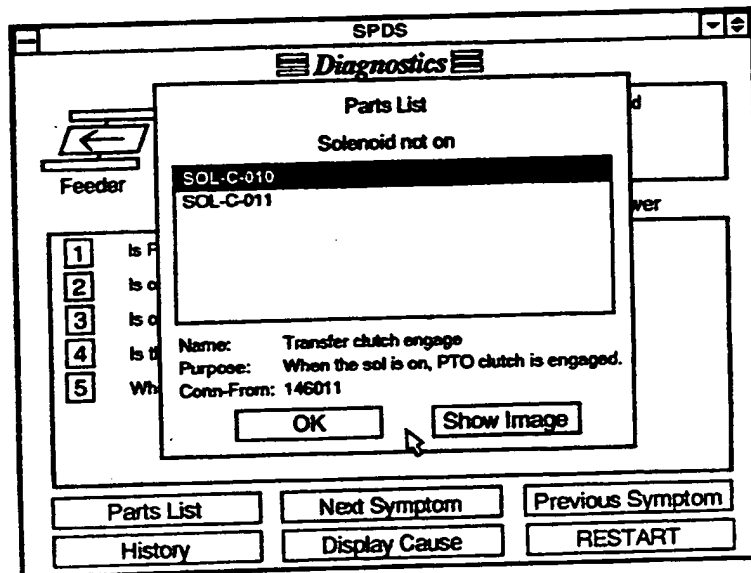 SPDS
Diagnostics
Parts List
Solenoid not on
SOL-C-010
SOL-C-011
Feeder
1 Is
2 Is
3 Is
4 Is
5
Name: Transfer clutch engage
Purpose: When the sol is on, PTO clutch is engaged.
Conn-From: 146011
OK Show Image
Parts List Next Symptom Previous Symptom
History Display Cause RESTART